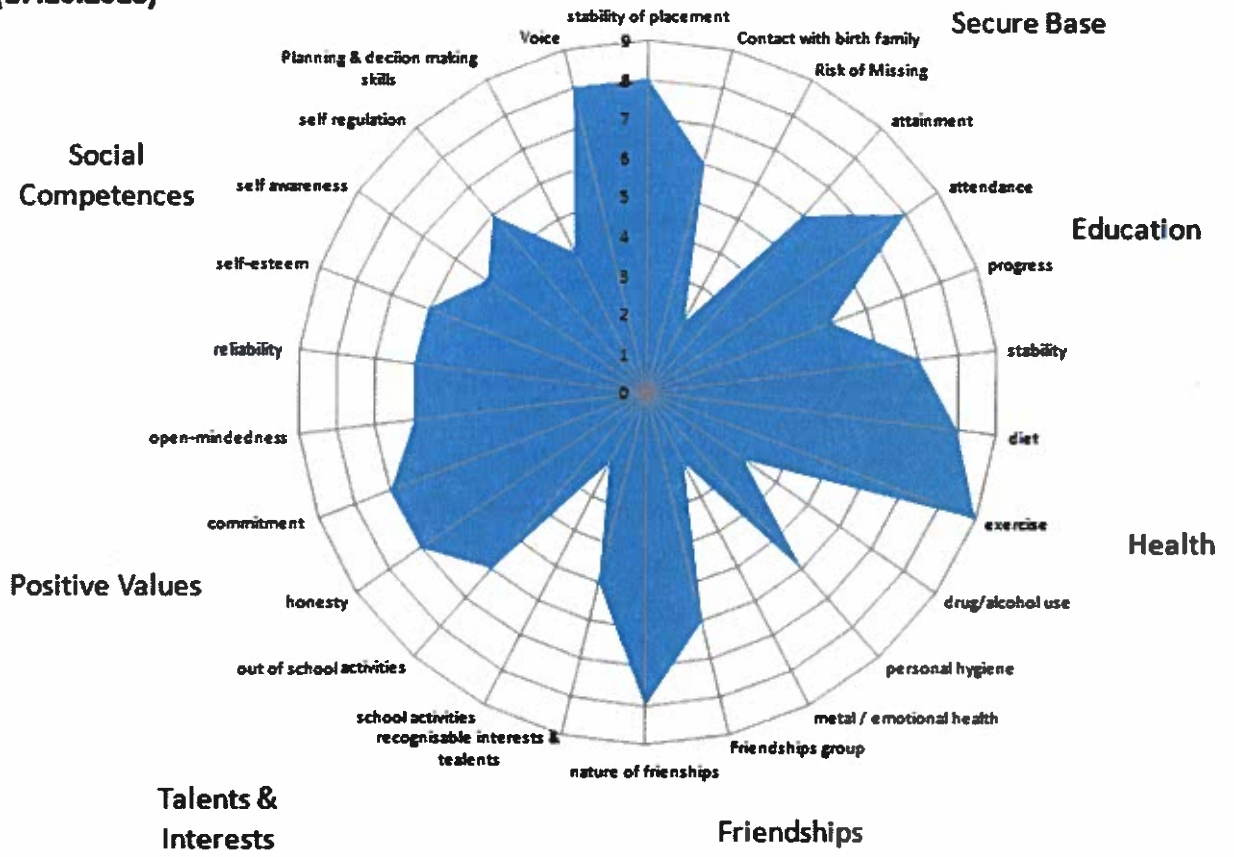 stability of placement
Secure Base
Voice
9
Contact with birth family
Planning & deciion making
skills
Risk of Missing
8
self regulation
7
attainment
Social
Competences
6
self awareness
attendance
5
Education
4
self-esteem
progress
3
2
reliability
1
stability
0
open-mindedness
diet
commitment
exercise
Health
Positive Values
honesty
drug/alcohol use
out of school activities
personal hygiene
school activities
metal / emotional health
recognisable interests &
tealents
Friendships group
nature of frienships
Talents &
Interests
Friendships